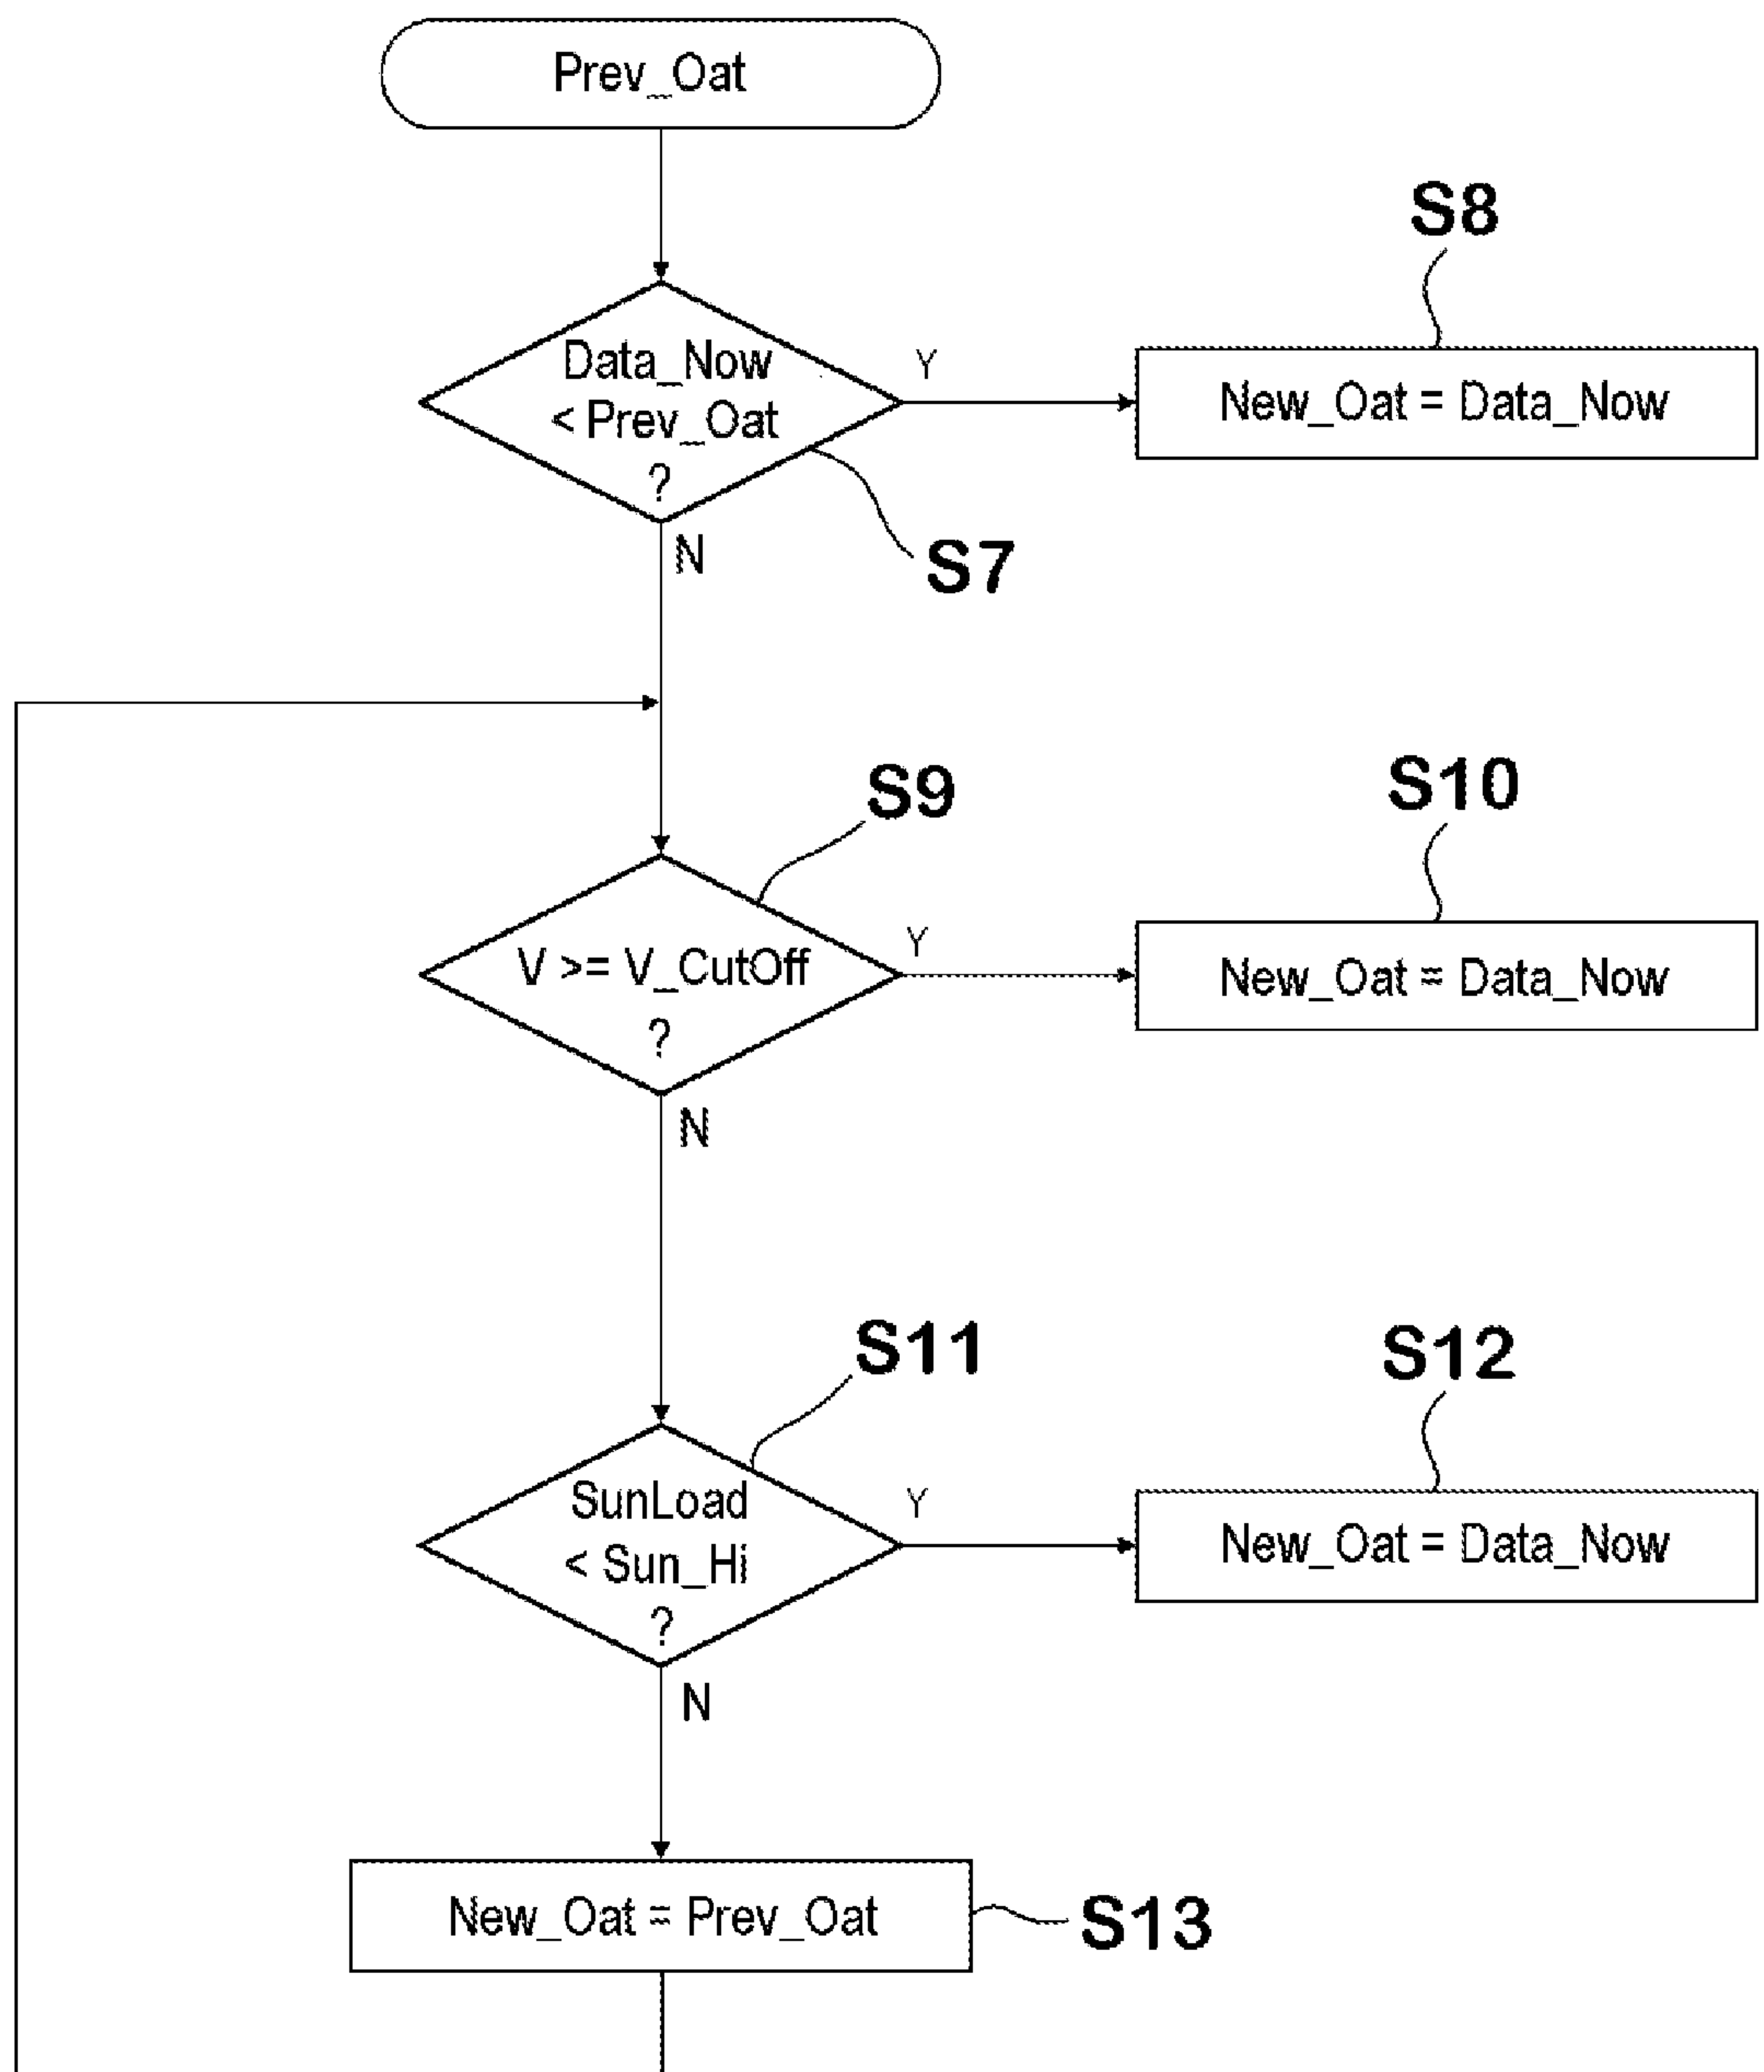 Prev_Oat
S8
Data_Now
< Prev_Oat
?
Y
New_Oat = Data_Now
N
S7
S9
S10
V >= V_CutOff
?
Y
New_Oat = Data_Now
N
S11
S12
SunLoad
< Sun_Hi
?
Y
New_Oat = Data_Now
N
New_Oat = Prev_Oat
S13